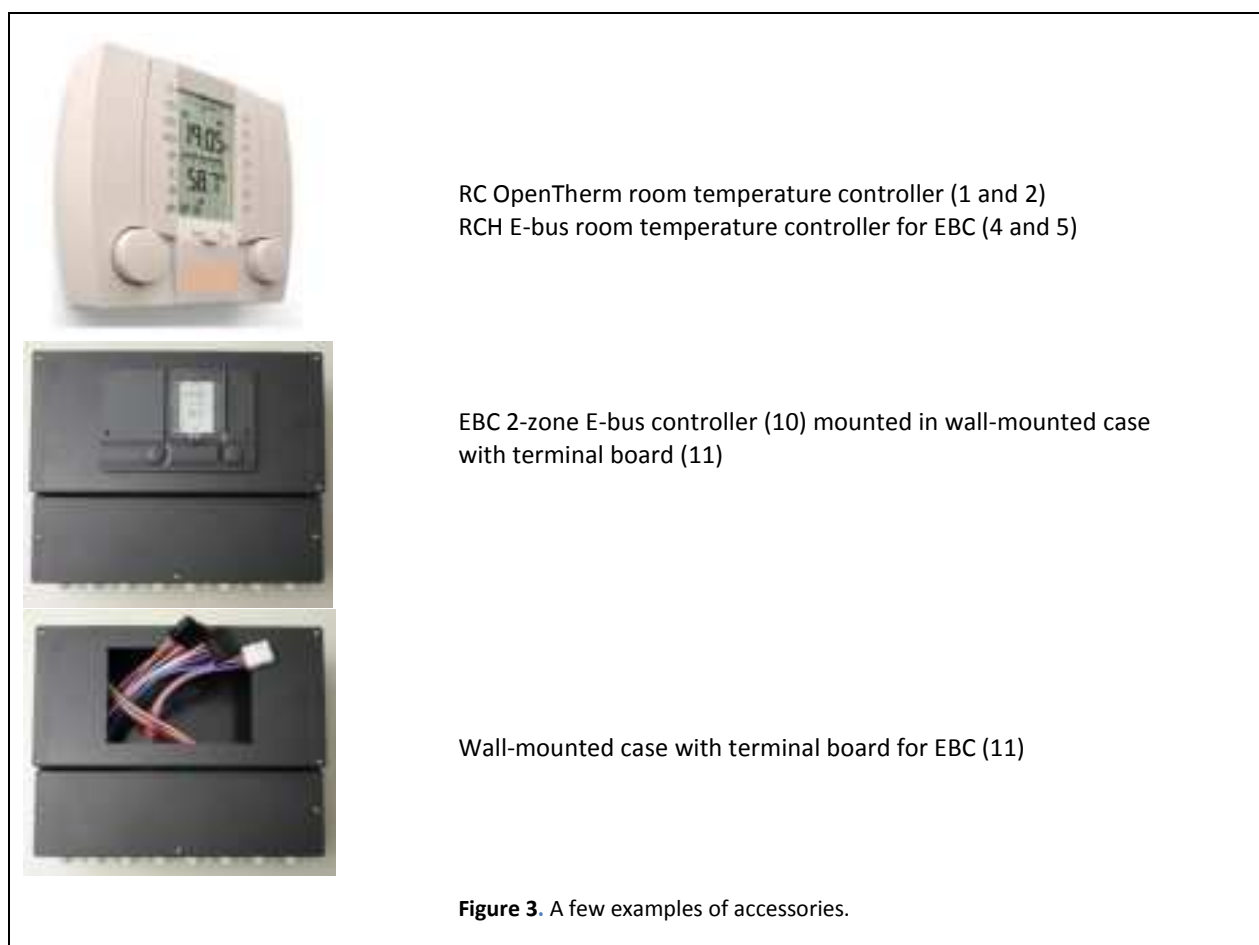 19.05
RC OpenTherm room temperature controller (1 and 2)
RCH E-bus room temperature controller for EBC (4 and 5)
EBC 2-zone E-bus controller (10) mounted in wall-mounted case
with terminal board (11)
Wall-mounted case with terminal board for EBC (11)
Figure 3. A few examples of accessories.